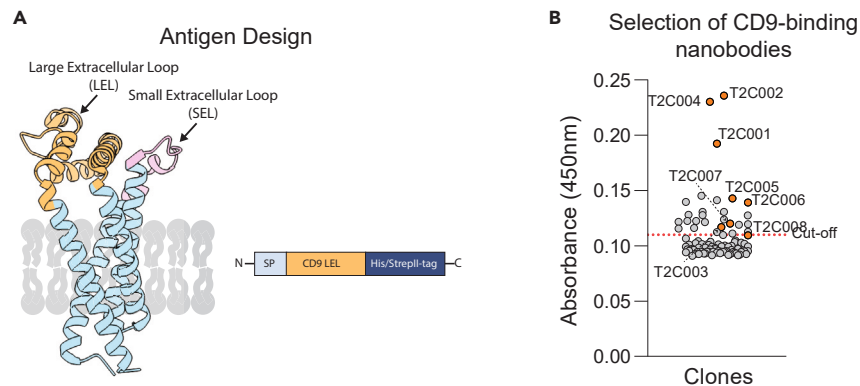 A
Antigen Design
Large Extracellular Loop
(LEL)
Small Extracellular Loop
(SEL)
N
SP
CD9 LEL
His/StrepII-tag
C
B
Selection of CD9-binding
nanobodies
Absorbance (450nm)
0.25
0.20
0.15
0.10
0.05
0.00
T2C002
T2C004
T2C001
T2C007
T2C005
T2C006
T2C008
Cut-off
T2C003
Clones